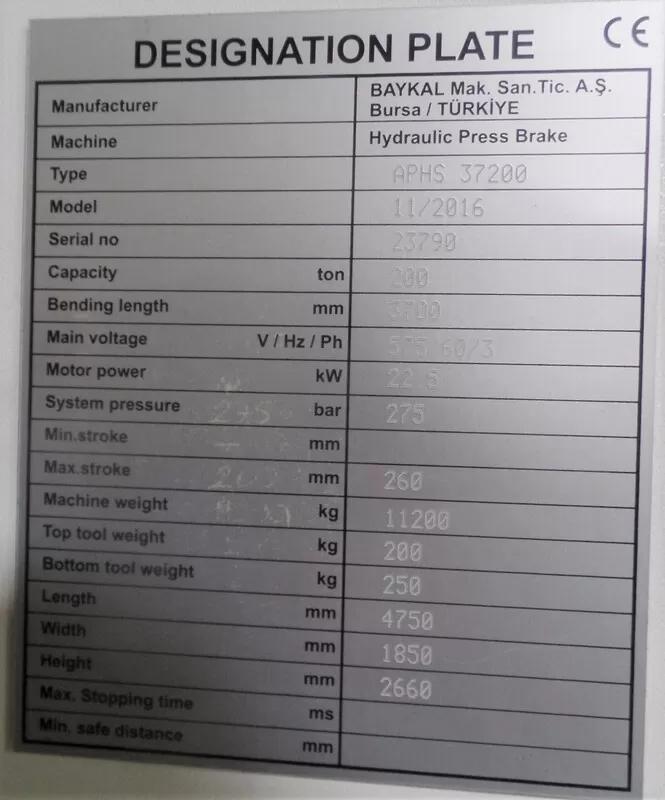 DESIGNATION PLATE CE
Manufacturer BAYKAL Mak. San.Tic. A.Ş.
Bursa / TÜRKİYE
Machine Hydraulic Press Brake
Type APHS 37200
Model 11/2016
Serial no 23790
Capacity ton 200
Bending length mm 3700
Main voltage V / Hz / Ph 575 60/3
Motor power kW 22.5
System pressure bar 275
Min.stroke mm
Max.stroke mm 260
Machine weight kg 11200
Top tool weight kg 200
Bottom tool weight kg 250
Length mm 4750
Width mm 1850
Height mm 2660
Max. Stopping time ms
Min. safe distance mm